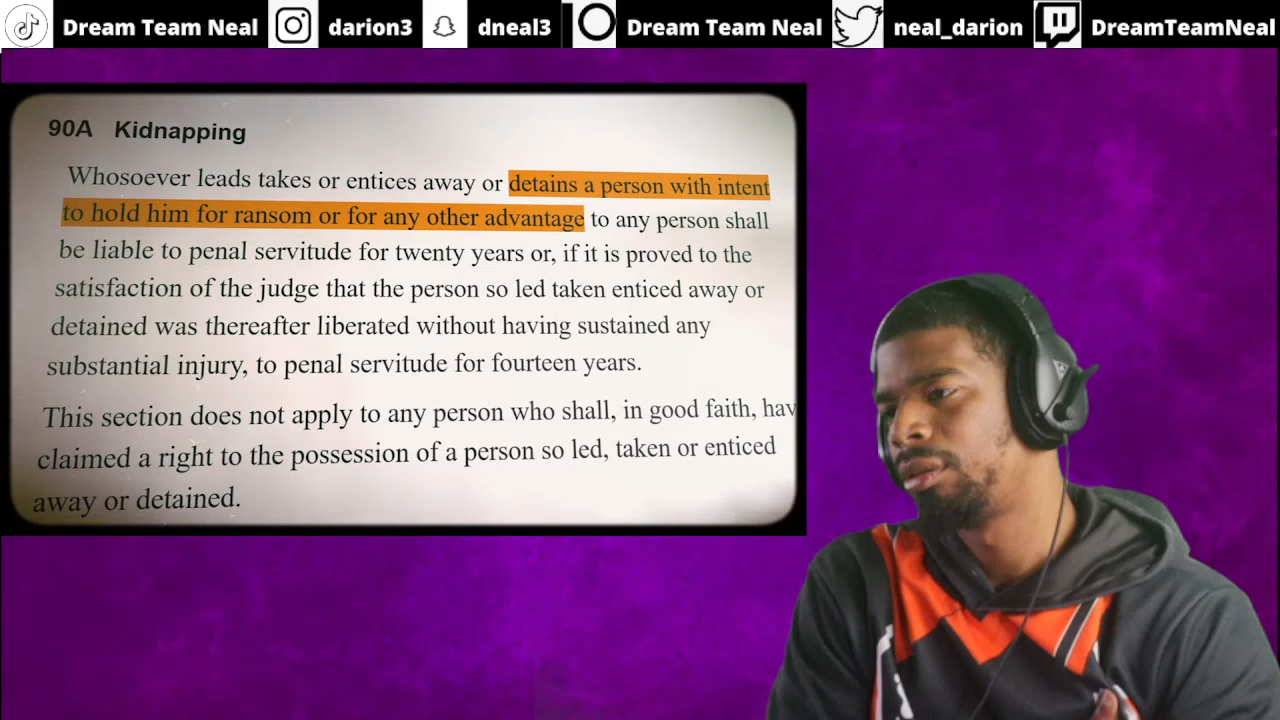 Dream Team Neal darion3 dneal3 Dream Team Neal neal_darion DreamTeamNeal
90A Kidnapping
Whosoever leads takes or entices away or detains a person with intent
to hold him for ransom or for any other advantage to any person shall
be liable to penal servitude for twenty years or, if it is proved to the
satisfaction of the judge that the person so led taken enticed away or
detained was thereafter liberated without having sustained any
substantial injury, to penal servitude for fourteen years.
This section does not apply to any person who shall, in good faith, hav
claimed a right to the possession of a person so led, taken or enticed
away or detained.